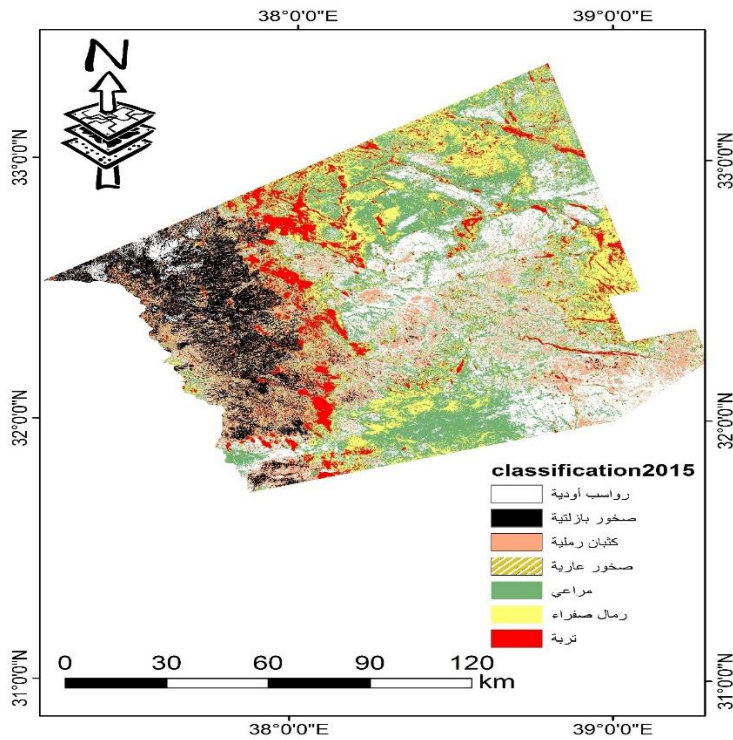 38°0'0"E 39°0'0"E
N
33°0'0"N 33°0'0"N
32°0'0"N 32°0'0"N
classification2015
رواسب أودية
صخور بازلتية
كثبان رملية
صخور عارية
مراعي
رمال صفراء
تربة
0 30 60 90 120
km
31°0'0"N 31°0'0"N
38°0'0"E 39°0'0"E